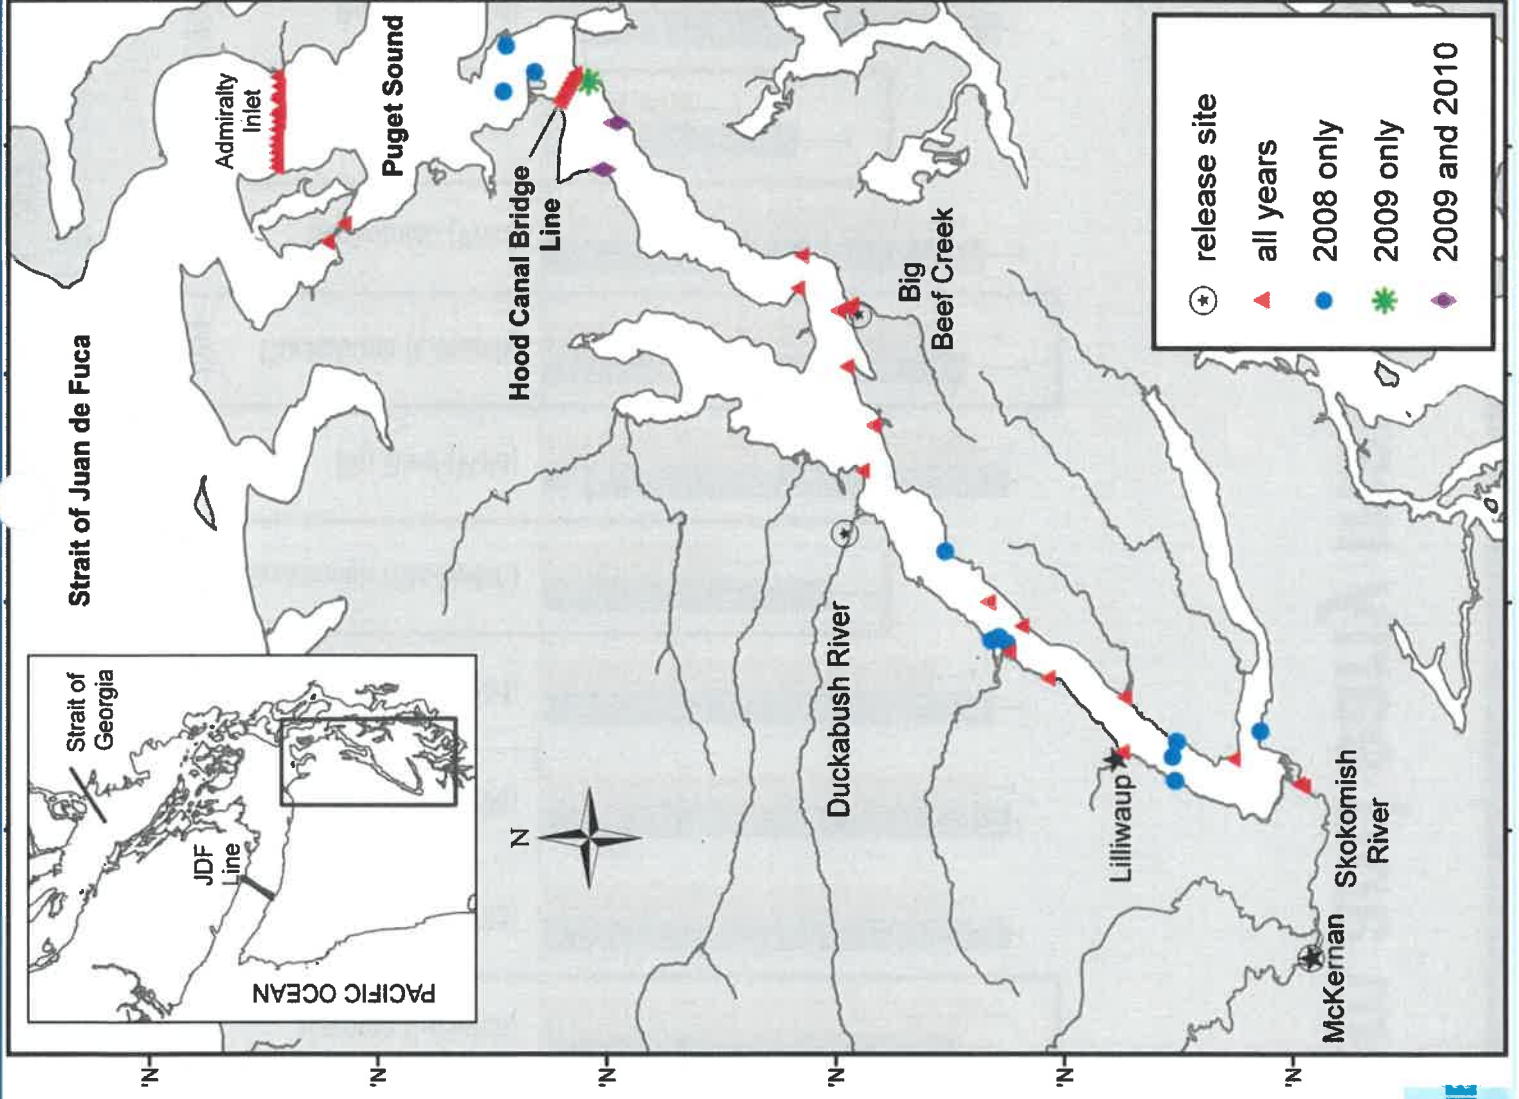 Strait of Juan de Fuca
Admiralty
Inlet
Puget Sound
Hood Canal Bridge
Line
Big
Beef Creek
Duckabush River
Lilliwaup
Skokomish
River
McKernan
N
Strait of
Georgia
JDF
Line
PACIFIC OCEAN
release site
all years
2008 only
2009 only
2009 and 2010
'N
'N
'N
'N
'N
'N